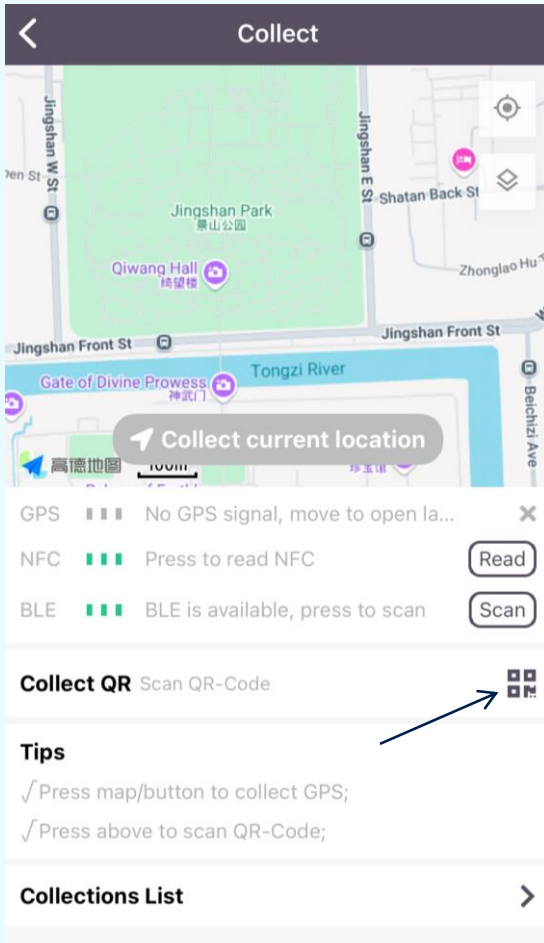 Collect
Jingshan W St
Jingshan E St
Shatan Back St
Jingshan Park
景山公园
Qiwang Hall
绮望楼
Jingshan Front St
Jingshan Front St
Tongzi River
Gate of Divine Prowess
神武门
Beichizi Ave
Collect current location
高德地图
100m
珍宝馆
GPS No GPS signal, move to open la...
NFC Press to read NFC Read
BLE BLE is available, press to scan Scan
Collect QR Scan QR-Code
Tips
√Press map/button to collect GPS;
√Press above to scan QR-Code;
Collections List